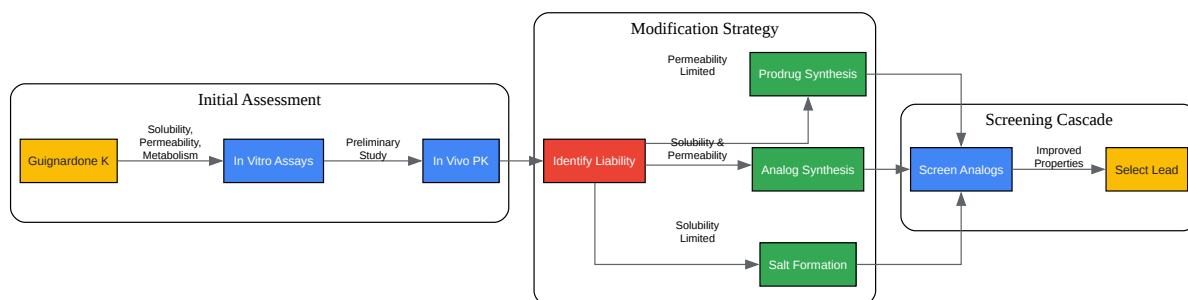 Initial Assessment
Guignardone K
Solubility,
Permeability,
Metabolism
In Vitro Assays
Preliminary
Study
In Vivo PK
Modification Strategy
Identify Liability
Permeability
Limited
Prodrug Synthesis
Solubility &
Permeability
Analog Synthesis
Solubility
Limited
Salt Formation
Screening Cascade
Screen Analogs
Improved
Properties
Select Lead